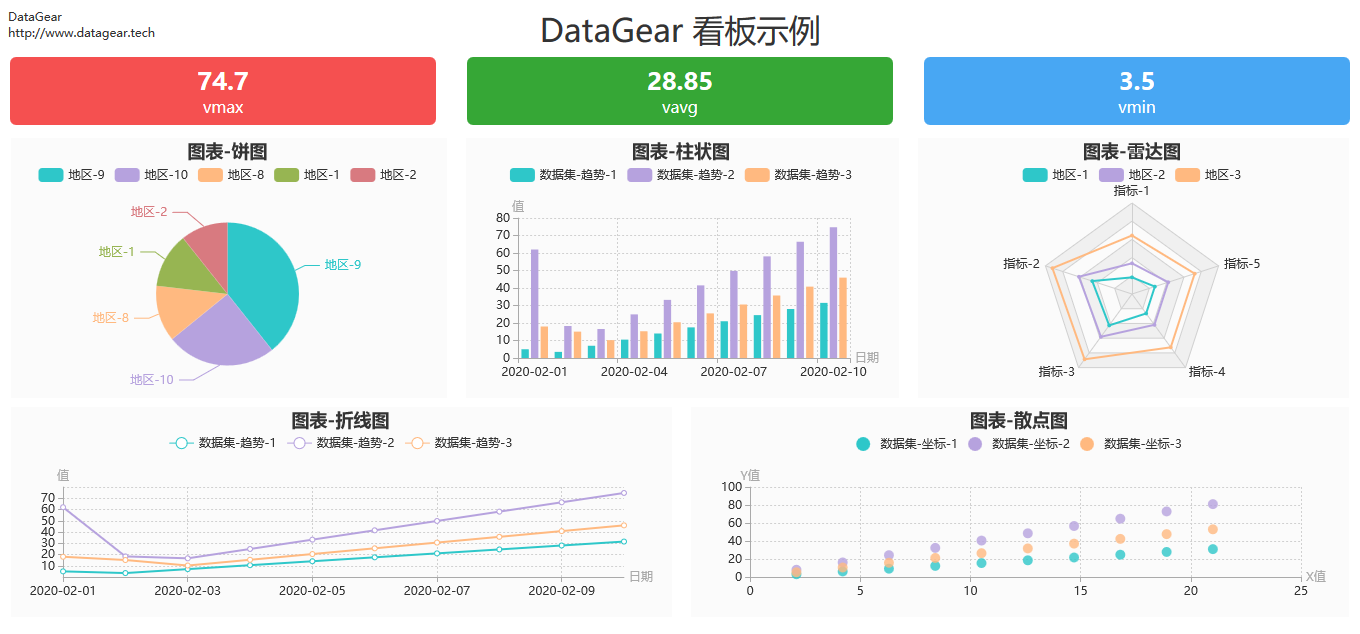 DataGear
http://www.datagear.tech
DataGear 看板示例
74.7
vmax
28.85
vavg
3.5
vmin
图表-饼图
地区-9 地区-10 地区-8 地区-1 地区-2
地区-2
地区-1
地区-9
地区-8
地区-10
图表-柱状图
数据集-趋势-1 数据集-趋势-2 数据集-趋势-3
值
80
70
60
50
40
30
20
10
0
日期
2020-02-01 2020-02-04 2020-02-07 2020-02-10
图表-雷达图
地区-1 地区-2 地区-3
指标-1
指标-2 指标-5
指标-3 指标-4
图表-折线图
数据集-趋势-1 数据集-趋势-2 数据集-趋势-3
值
70
60
50
40
30
20
10
日期
2020-02-01 2020-02-03 2020-02-05 2020-02-07 2020-02-09
图表-散点图
数据集-坐标-1 数据集-坐标-2 数据集-坐标-3
Y值
100
80
60
40
20
0
X值
0 5 10 15 20 25